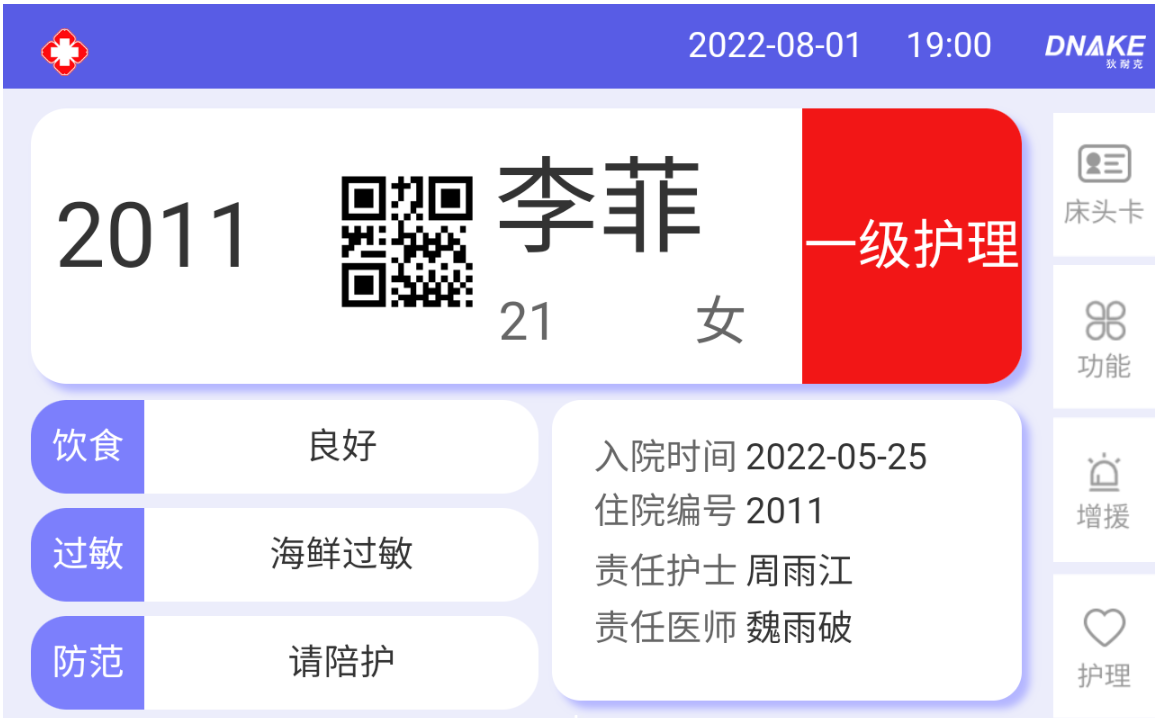 2022-08-01 19:00 DNAKE
狄耐克
2011
李菲
21 女
一级护理
饮食 良好
过敏 海鲜过敏
防范 请陪护
入院时间 2022-05-25
住院编号 2011
责任护士 周雨江
责任医师 魏雨破
床头卡
功能
增援
护理